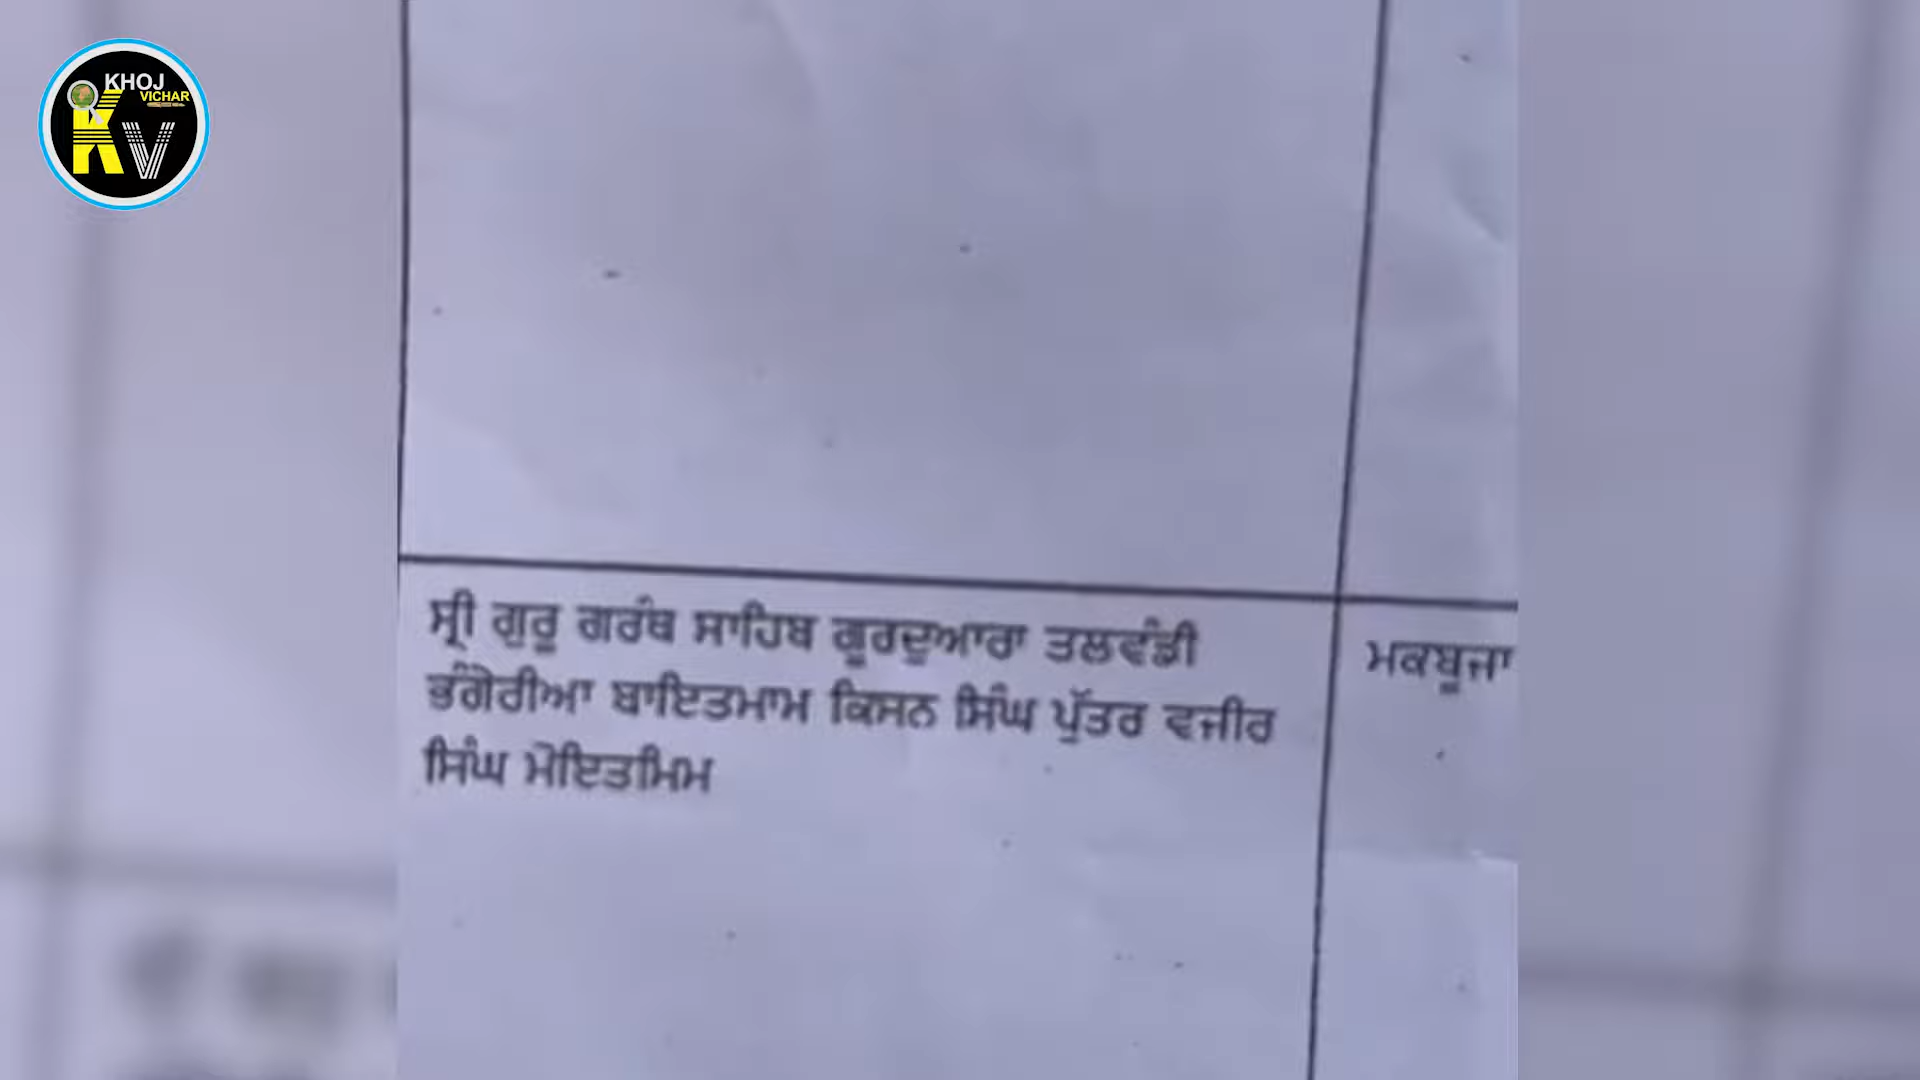 KHOJ
VICHAR
KV
ਸ੍ਰੀ ਗੁਰੂ ਗਰੰਥ ਸਾਹਿਬ ਗੂਰਦੁਆਰਾ ਤਲਵੰਡੀ
ਭੰਗੇਰੀਆ ਬਾਇਤਮਾਮ ਕਿਸਨ ਸਿੰਘ ਪੁੱਤਰ ਵਜੀਰ
ਸਿੰਘ ਮੋਇਤਮਿਮ
ਮਕਬੂਜਾ